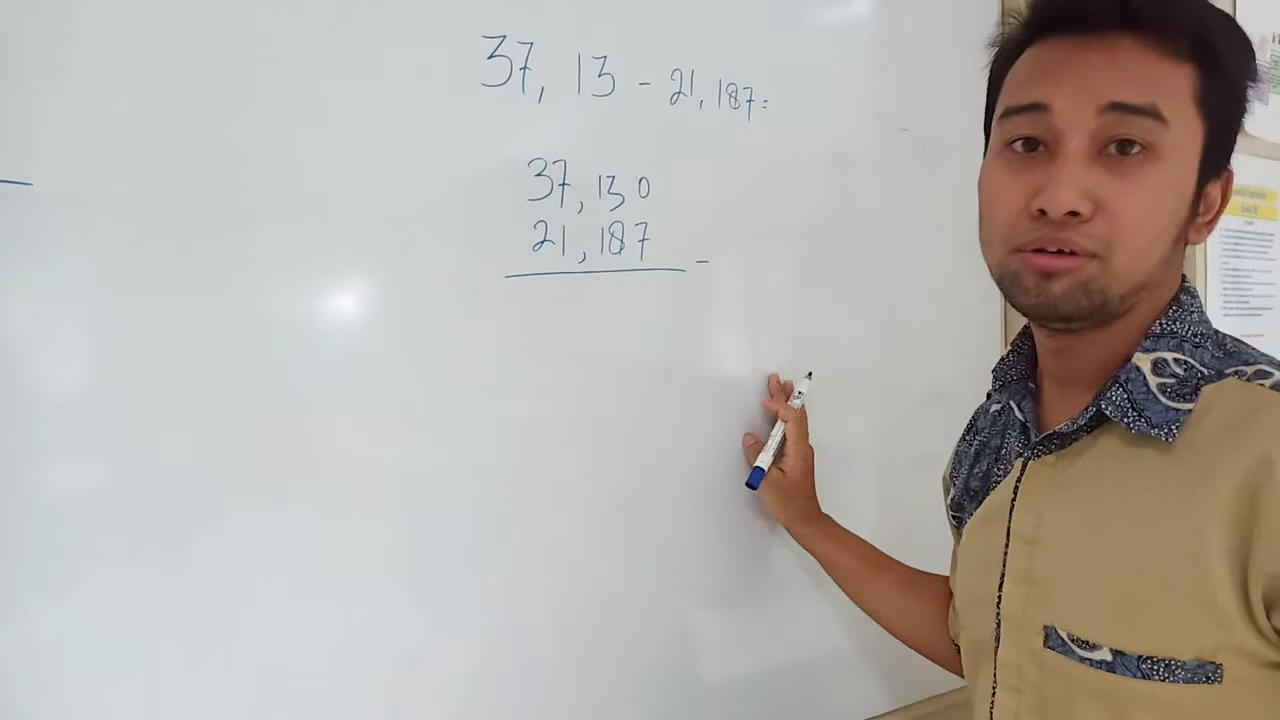 37, 13 - 21, 187 =
37, 130
21, 187 -